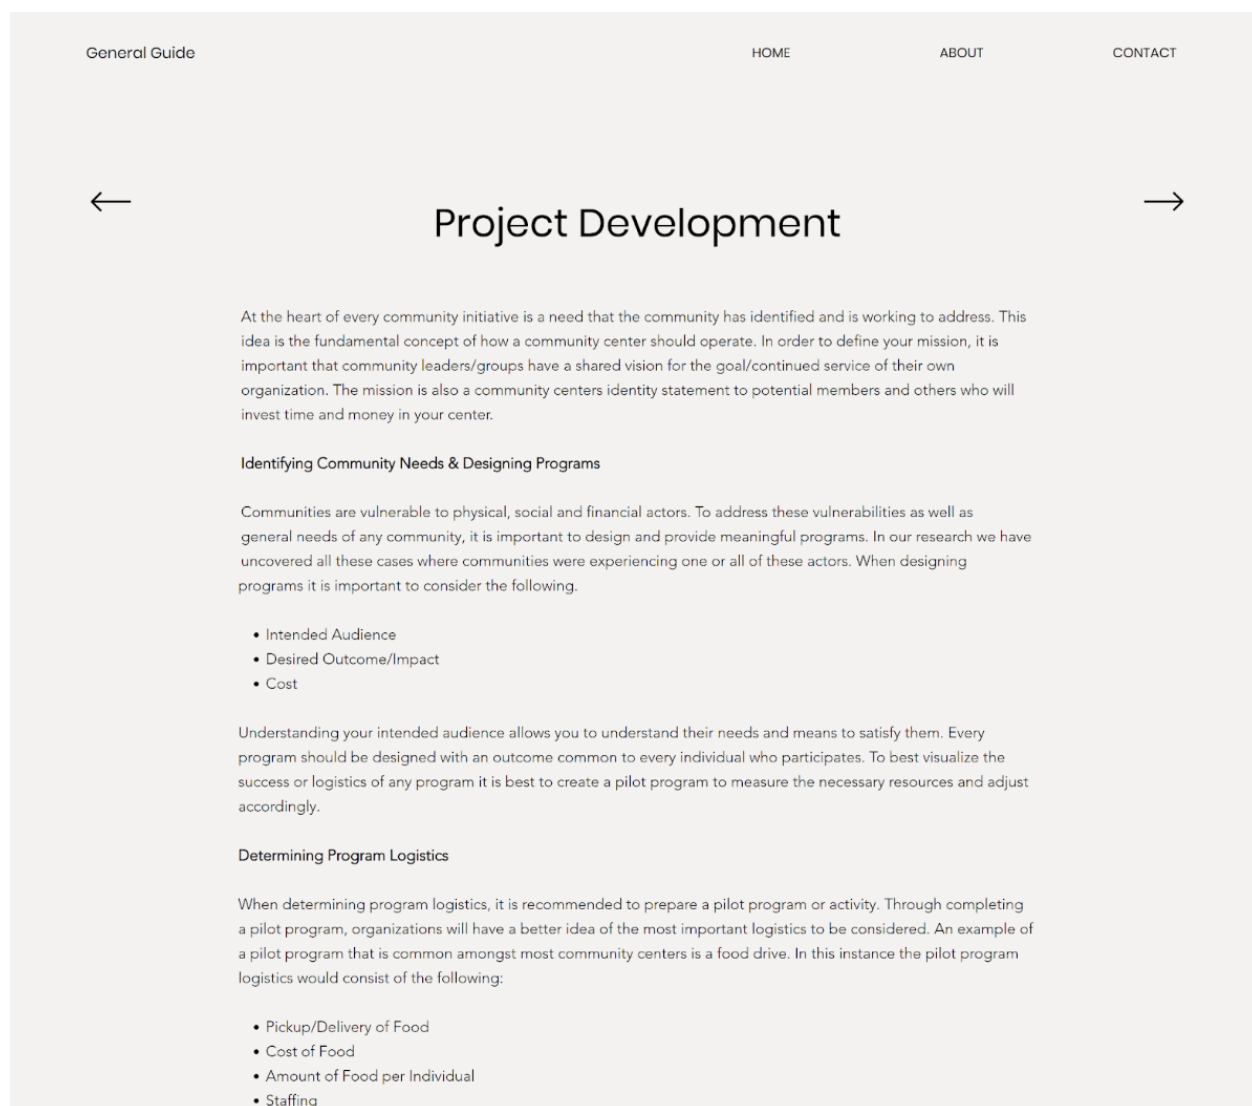 General Guide
HOME
ABOUT
CONTACT
Project Development
At the heart of every community initiative is a need that the community has identified and is working to address. This
idea is the fundamental concept of how a community center should operate. In order to define your mission, it is
important that community leaders/groups have a shared vision for the goal/continued service of their own
organization. The mission is also a community centers identity statement to potential members and others who will
invest time and money in your center.
Identifying Community Needs & Designing Programs
Communities are vulnerable to physical, social and financial actors. To address these vulnerabilities as well as
general needs of any community, it is important to design and provide meaningful programs. In our research we have
uncovered all these cases where communities were experiencing one or all of these actors. When designing
programs it is important to consider the following.
• Intended Audience
• Desired Outcome/Impact
• Cost
Understanding your intended audience allows you to understand their needs and means to satisfy them. Every
program should be designed with an outcome common to every individual who participates. To best visualize the
success or logistics of any program it is best to create a pilot program to measure the necessary resources and adjust
accordingly.
Determining Program Logistics
When determining program logistics, it is recommended to prepare a pilot program or activity. Through completing
a pilot program, organizations will have a better idea of the most important logistics to be considered. An example of
a pilot program that is common amongst most community centers is a food drive. In this instance the pilot program
logistics would consist of the following:
• Pickup/Delivery of Food
• Cost of Food
• Amount of Food per Individual
• Staffing